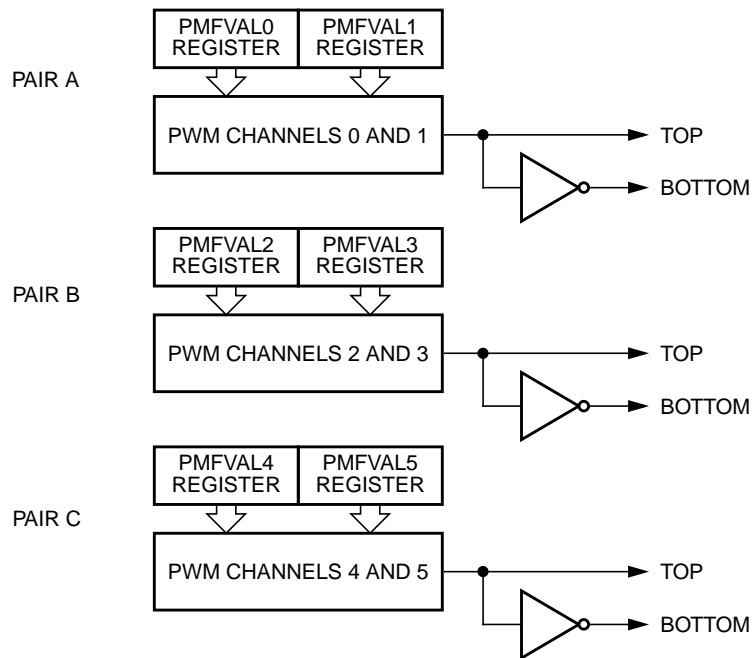 PMFVAL0
REGISTER
PMFVAL1
REGISTER
PAIR A
PWM CHANNELS 0 AND 1
TOP
BOTTOM
PMFVAL2
REGISTER
PMFVAL3
REGISTER
PAIR B
PWM CHANNELS 2 AND 3
TOP
BOTTOM
PMFVAL4
REGISTER
PMFVAL5
REGISTER
PAIR C
PWM CHANNELS 4 AND 5
TOP
BOTTOM